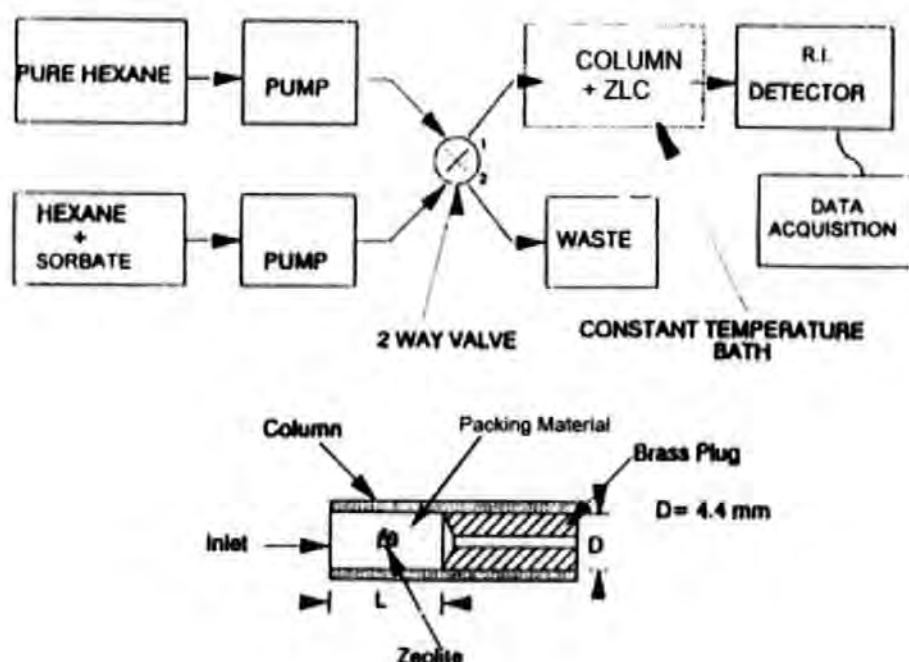 PURE HEXANE
PUMP
COLUMN
+ ZLC
R.I.
DETECTOR
1
2
HEXANE
+
SORBATE
PUMP
WASTE
DATA
ACQUISITION
2 WAY VALVE
CONSTANT TEMPERATURE
BATH
Column
Packing Material
Brass Plug
D= 4.4 mm
Inlet
D
L
Zeolite